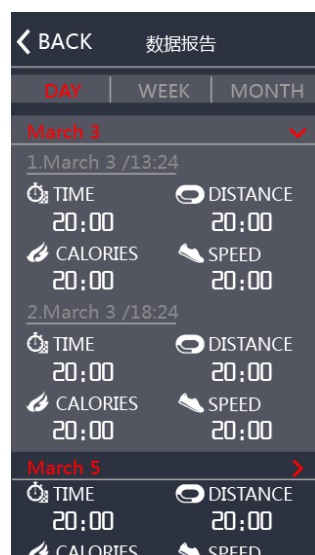 BACK 数据报告
DAY WEEK MONTH
March 3
1.March 3 /13:24
TIME DISTANCE
20:00 20:00
CALORIES SPEED
20:00 20:00
2.March 3 /18:24
TIME DISTANCE
20:00 20:00
CALORIES SPEED
20:00 20:00
March 5
TIME DISTANCE
20:00 20:00
CALORIES SPEED